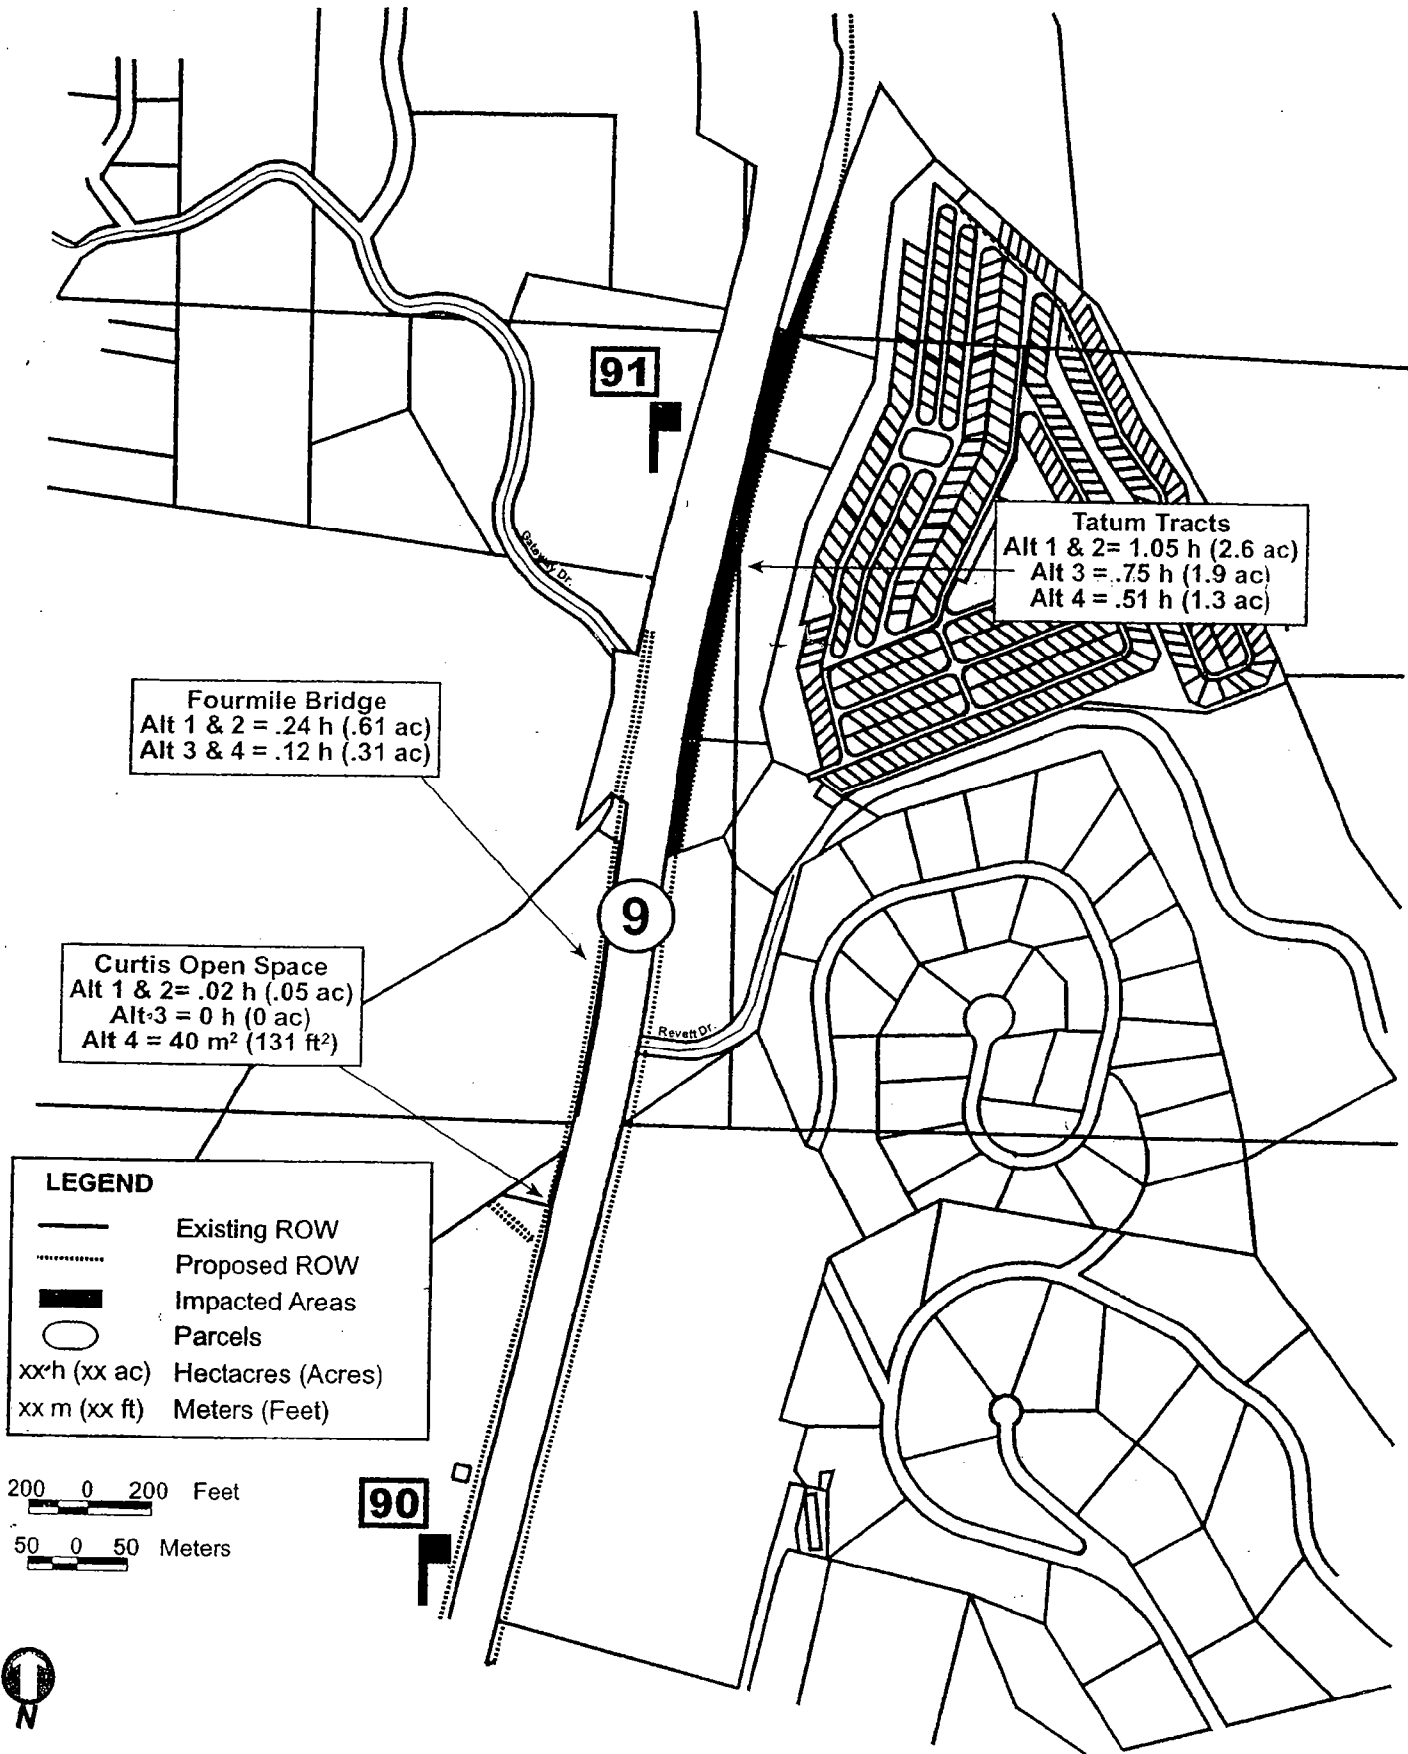 91
Gateway Dr.
Tatum Tracts
Alt 1 & 2= 1.05 h (2.6 ac)
Alt 3 = .75 h (1.9 ac)
Alt 4 = .51 h (1.3 ac)
Fourmile Bridge
Alt 1 & 2 = .24 h (.61 ac)
Alt 3 & 4 = .12 h (.31 ac)
9
Curtis Open Space
Alt 1 & 2= .02 h (.05 ac)
Alt 3 = 0 h (0 ac)
Alt 4 = 40 m² (131 ft²)
Revett Dr.
LEGEND
Existing ROW
Proposed ROW
Impacted Areas
Parcels
xx h (xx ac) Hectacres (Acres)
xx m (xx ft) Meters (Feet)
200 0 200 Feet
50 0 50 Meters
90
N